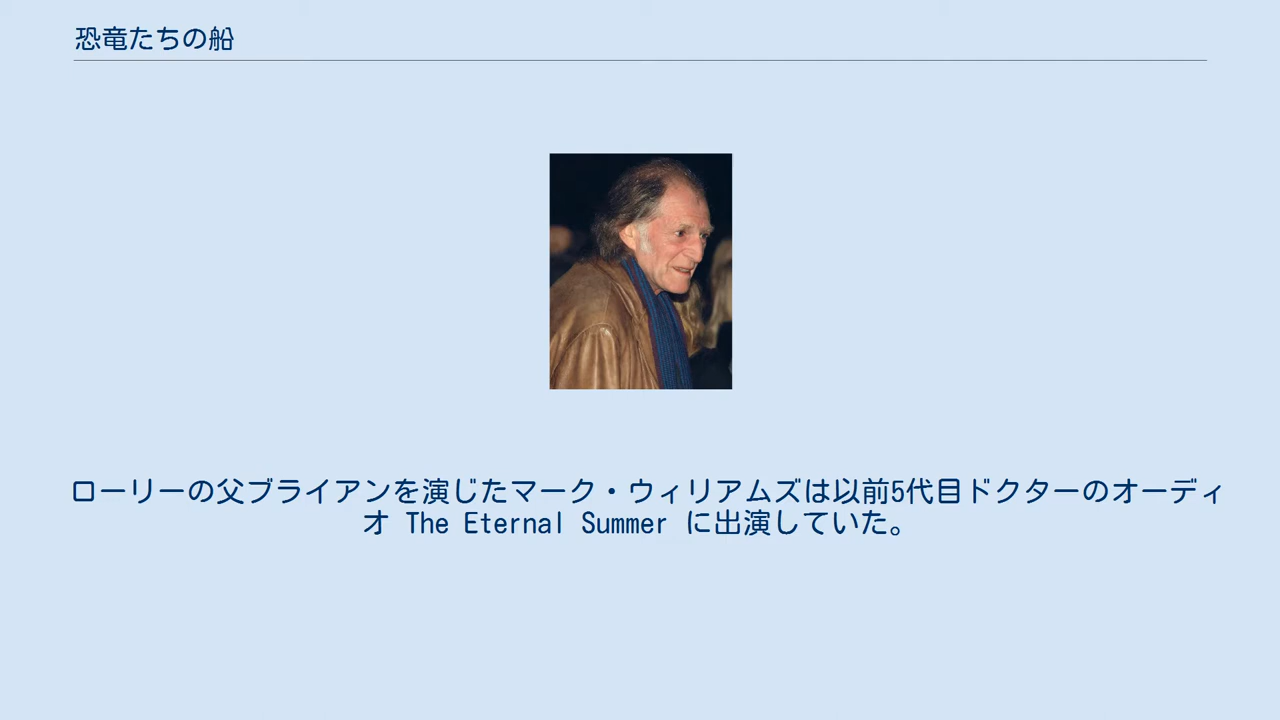 恐竜たちの船
ローリーの父ブライアンを演じたマーク・ウィリアムズは以前5代目ドクターのオーディ
オ The Eternal Summer に出演していた。